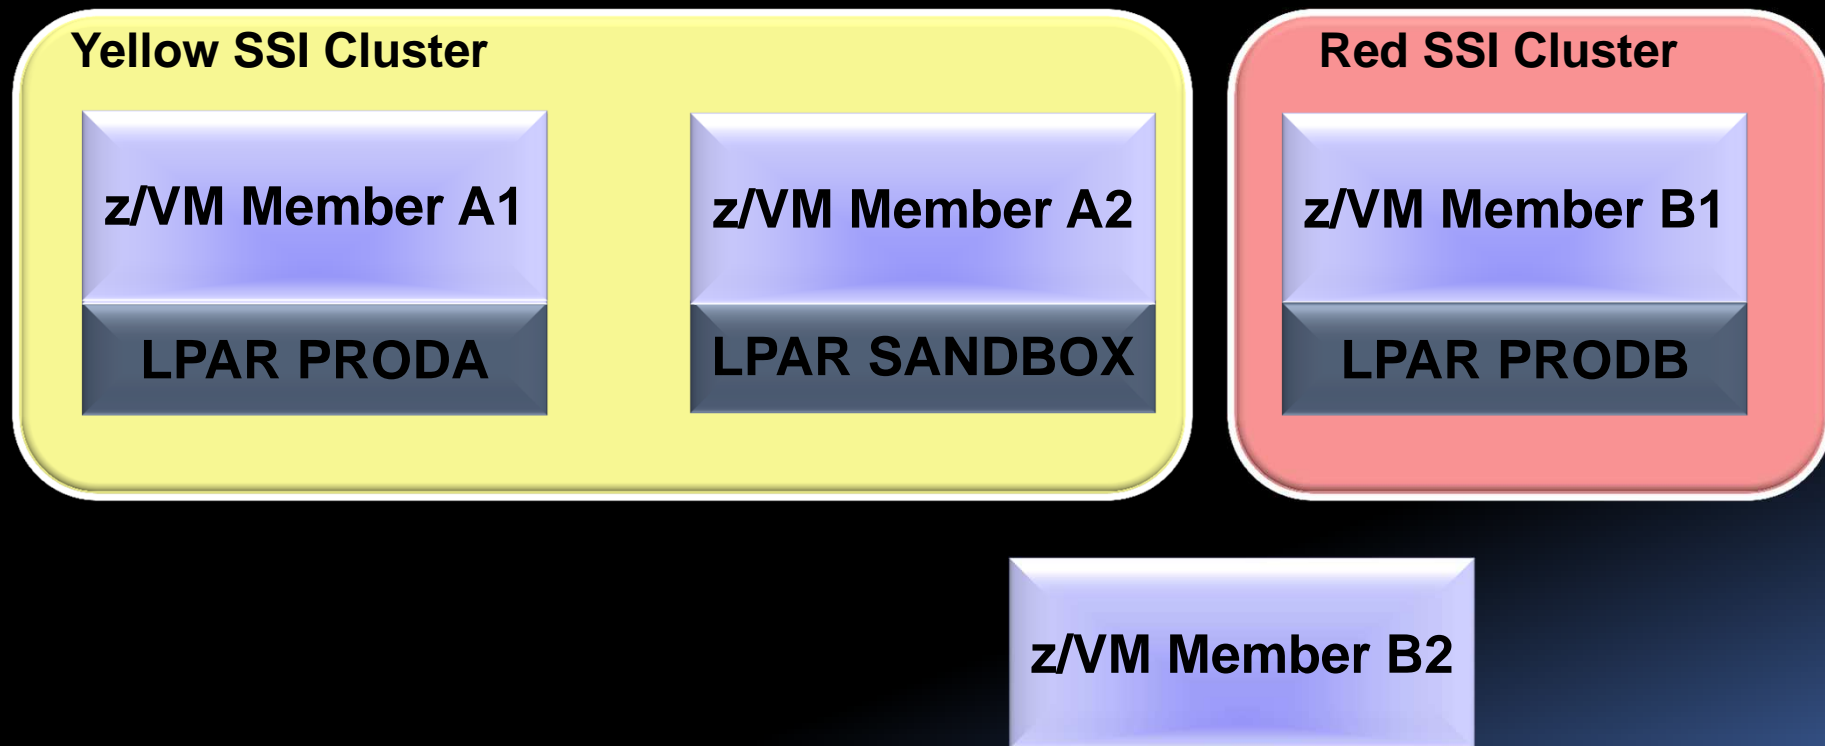 Yellow SSI Cluster
Red SSI Cluster
z/VM Member A1
z/VM Member A2
z/VM Member B1
LPAR PRODA
LPAR SANDBOX
LPAR PRODB
z/VM Member B2